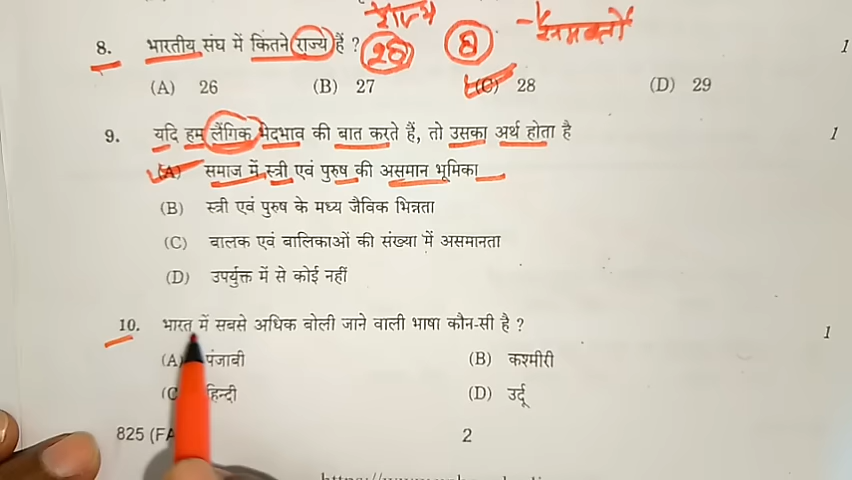 राज्य
8. भारतीय संघ में कितने राज्य हैं ? 28 8 1
(A) 26 (B) 27 (C) 28 (D) 29
9. यदि हम लैंगिक भेदभाव की बात करते हैं, तो उसका अर्थ होता है 1
(A) समाज में स्त्री एवं पुरुष की असमान भूमिका
(B) स्त्री एवं पुरुष के मध्य जैविक भिन्नता
(C) बालक एवं बालिकाओं की संख्या में असमानता
(D) उपर्युक्त में से कोई नहीं
10. भारत में सबसे अधिक बोली जाने वाली भाषा कौन-सी है ? 1
(A) पंजाबी (B) कश्मीरी
(C) हिन्दी (D) उर्दू
825 (FA 2